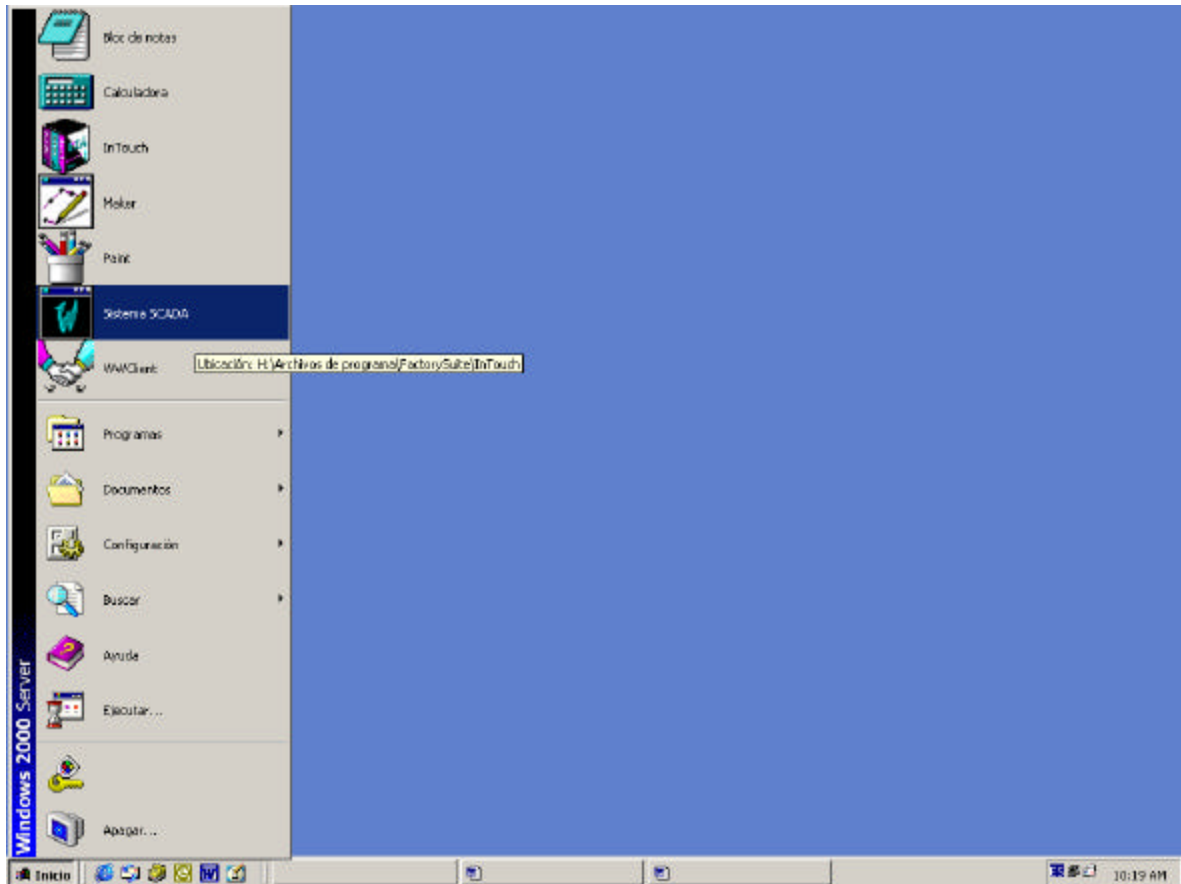 Bloc de notas
Calculadora
InTouch
Maker
Paint
Sistema SCADA
WWClient
Ubicación: H:\Archivos de programa\FactorySuite\InTouch
Programas
Documentos
Configuración
Buscar
Ayuda
Ejecutar...
Apagar...
Windows 2000 Server
Inicio
10:19 AM